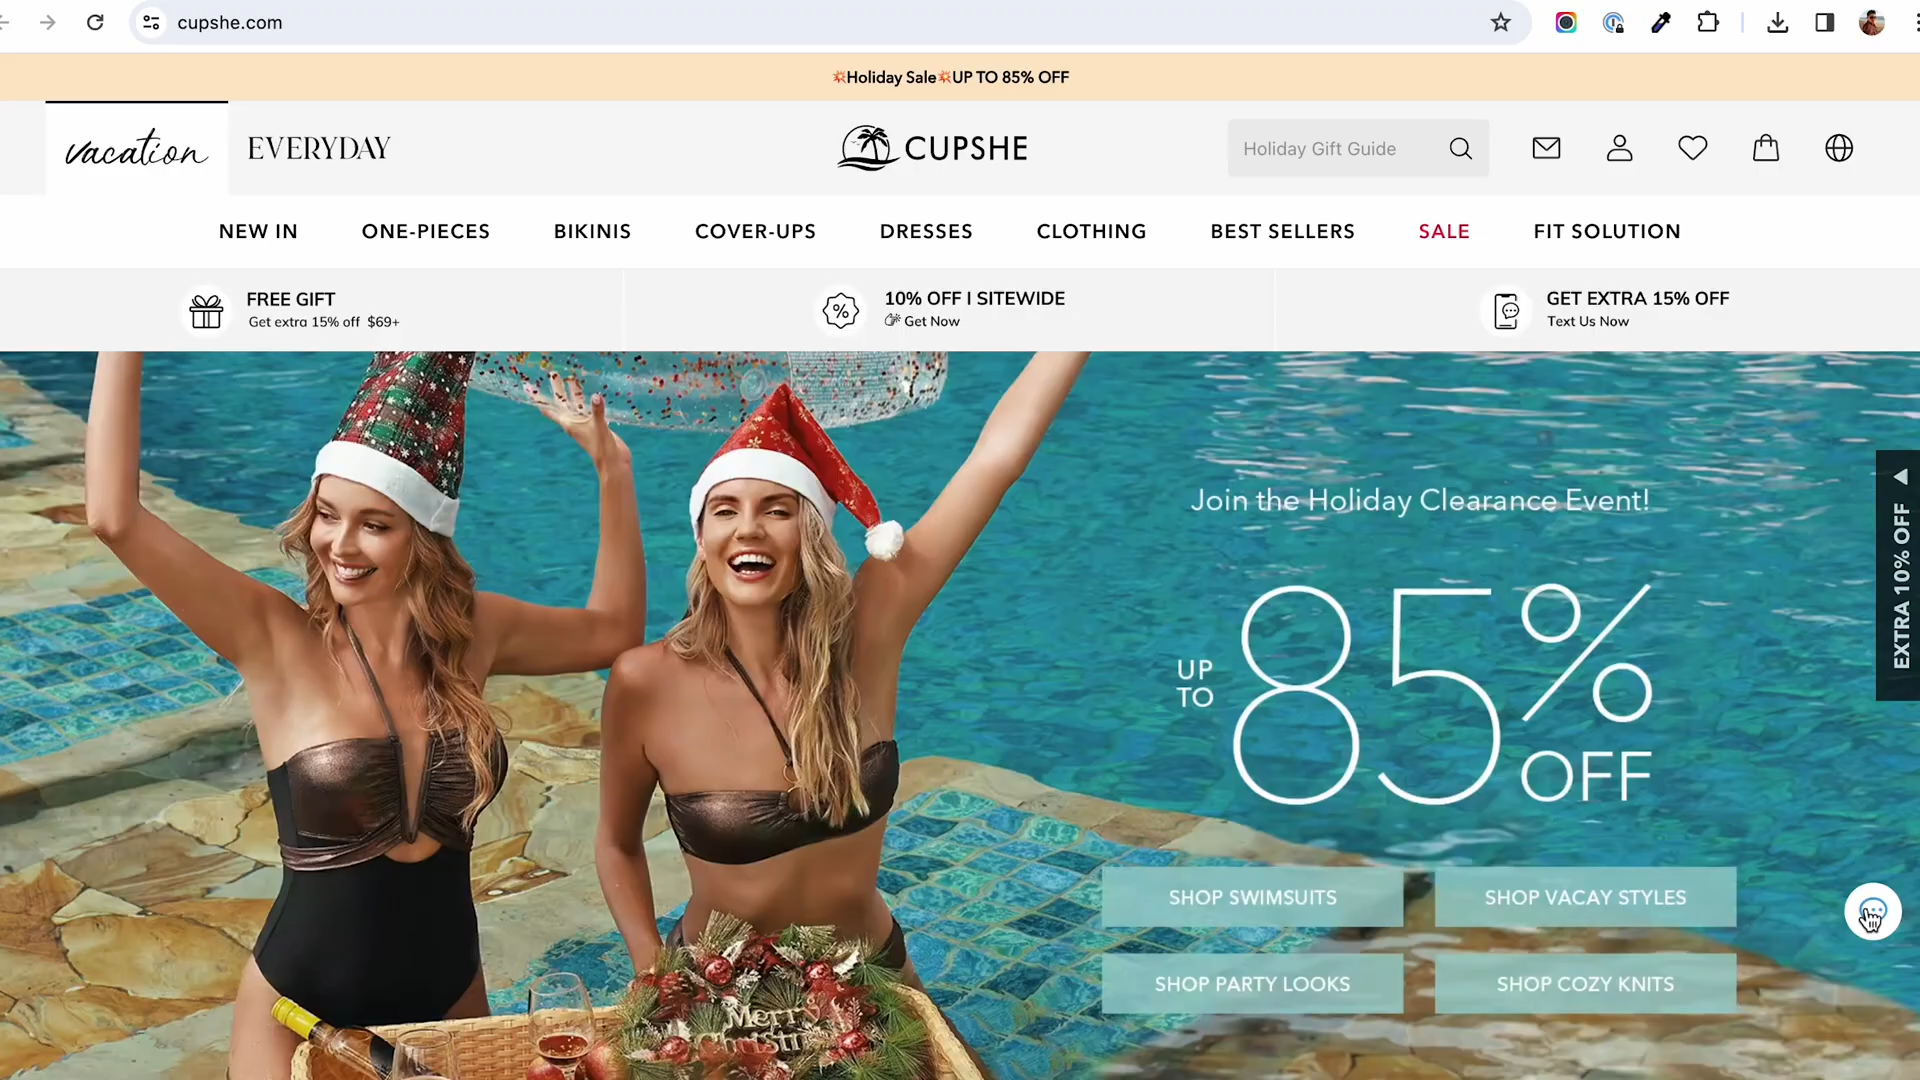 cupshe.com
💥Holiday Sale💥UP TO 85% OFF
vacation
EVERYDAY
CUPSHE
Holiday Gift Guide
NEW IN
ONE-PIECES
BIKINIS
COVER-UPS
DRESSES
CLOTHING
BEST SELLERS
SALE
FIT SOLUTION
FREE GIFT
Get extra 15% off $69+
10% OFF I SITEWIDE
Get Now
GET EXTRA 15% OFF
Text Us Now
Join the Holiday Clearance Event!
UP
TO
85%
OFF
EXTRA 10% OFF
SHOP SWIMSUITS
SHOP VACAY STYLES
SHOP PARTY LOOKS
SHOP COZY KNITS
Merry
Christm